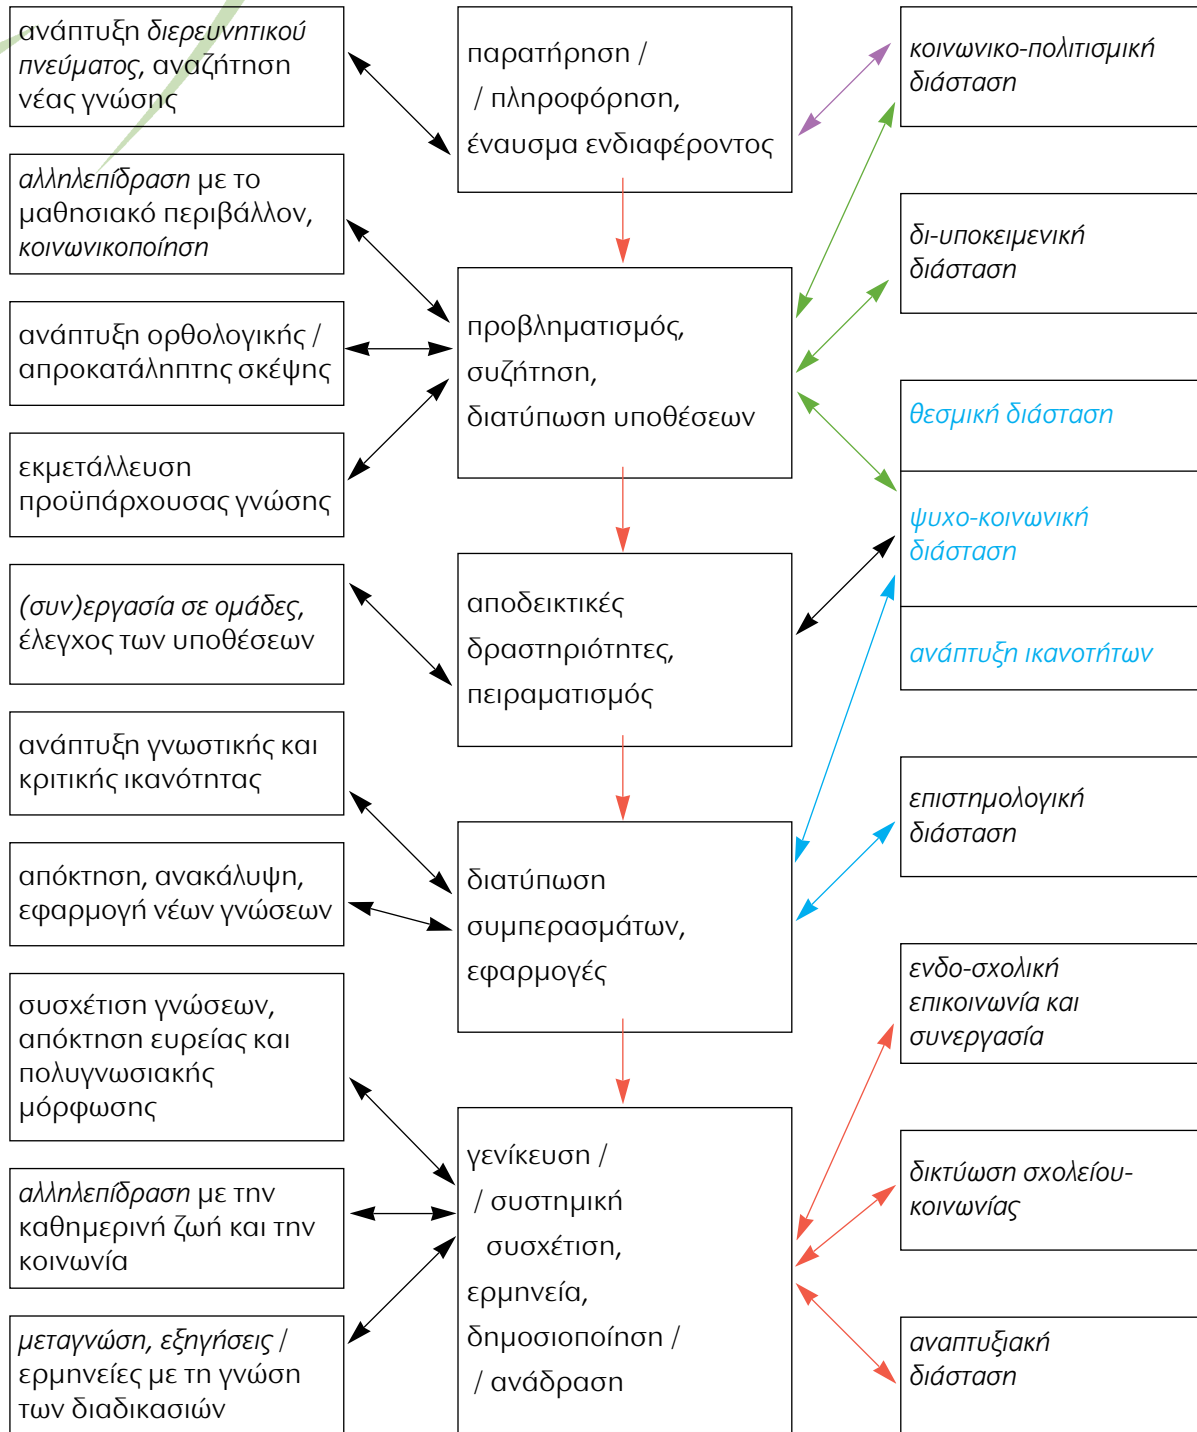 ανάπτυξη διερευνητικού
πνεύματος, αναζήτηση
νέας γνώσης
αλληλεπίδραση με το
μαθησιακό περιβάλλον,
κοινωνικοποίηση
ανάπτυξη ορθολογικής /
απροκατάληπτης σκέψης
εκμετάλλευση
προϋπάρχουσας γνώσης
(συν)εργασία σε ομάδες,
έλεγχος των υποθέσεων
ανάπτυξη γνωστικής και
κριτικής ικανότητας
απόκτηση, ανακάλυψη,
εφαρμογή νέων γνώσεων
συσχέτιση γνώσεων,
απόκτηση ευρείας και
πολυγνωσιακής
μόρφωσης
αλληλεπίδραση με την
καθημερινή ζωή και την
κοινωνία
μεταγνώση, εξηγήσεις /
ερμηνείες με τη γνώση
των διαδικασιών
παρατήρηση /
/ πληροφόρηση,
έναυσμα ενδιαφέροντος
προβληματισμός,
συζήτηση,
διατύπωση υποθέσεων
αποδεικτικές
δραστηριότητες,
πειραματισμός
διατύπωση
συμπερασμάτων,
εφαρμογές
γενίκευση /
/ συστημική
συσχέτιση,
ερμηνεία,
δημοσιοποίηση /
/ ανάδραση
κοινωνικο-πολιτισμική
διάσταση
δι-υποκειμενική
διάσταση
θεσμική διάσταση
ψυχο-κοινωνική
διάσταση
ανάπτυξη ικανοτήτων
επιστημολογική
διάσταση
ενδο-σχολική
επικοινωνία και
συνεργασία
δικτύωση σχολείου-
κοινωνίας
αναπτυξιακή
διάσταση